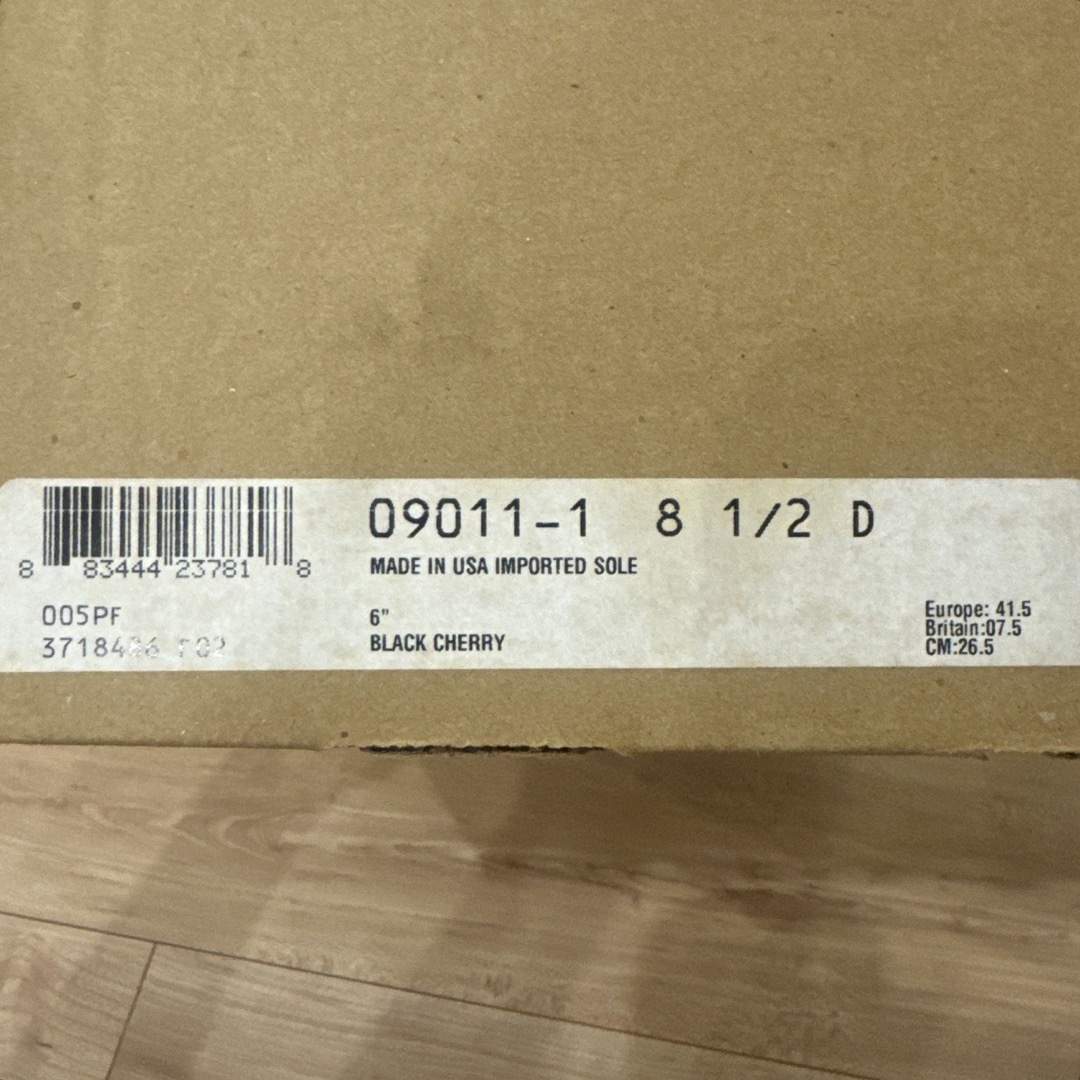 09011-1 8 1/2 D
MADE IN USA IMPORTED SOLE
8 83444 23781 8
005PF
6"
BLACK CHERRY
Europe: 41.5
Britain:07.5
CM:26.5